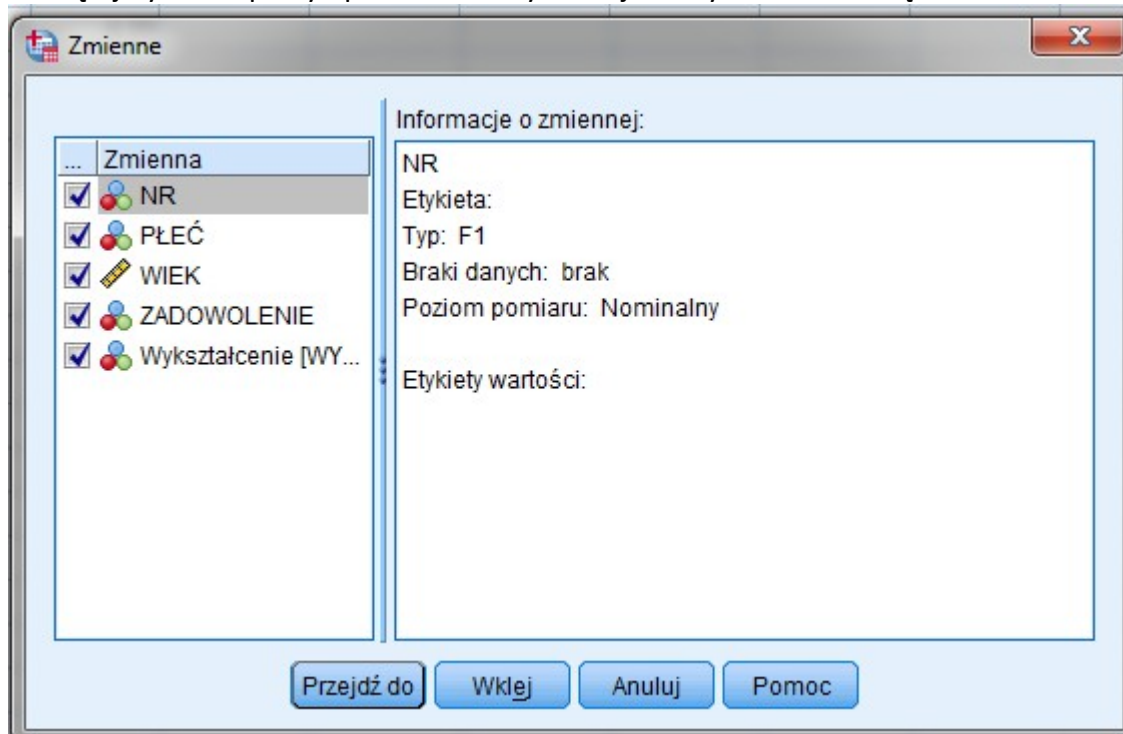 Zmienne
Informacje o zmiennej:
... Zmienna
NR
PŁEĆ
WIEK
ZADOWOLENIE
Wykształcenie [WY...
NR
Etykieta:
Typ: F1
Braki danych: brak
Poziom pomiaru: Nominalny
Etykiety wartości:
Przejdź do
Wklej
Anuluj
Pomoc